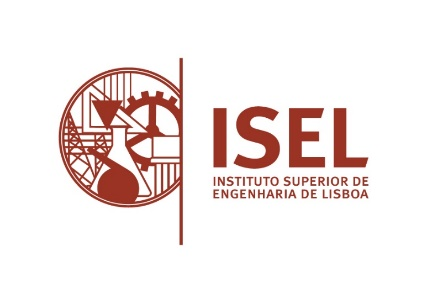 ISEL
INSTITUTO SUPERIOR DE
ENGENHARIA DE LISBOA